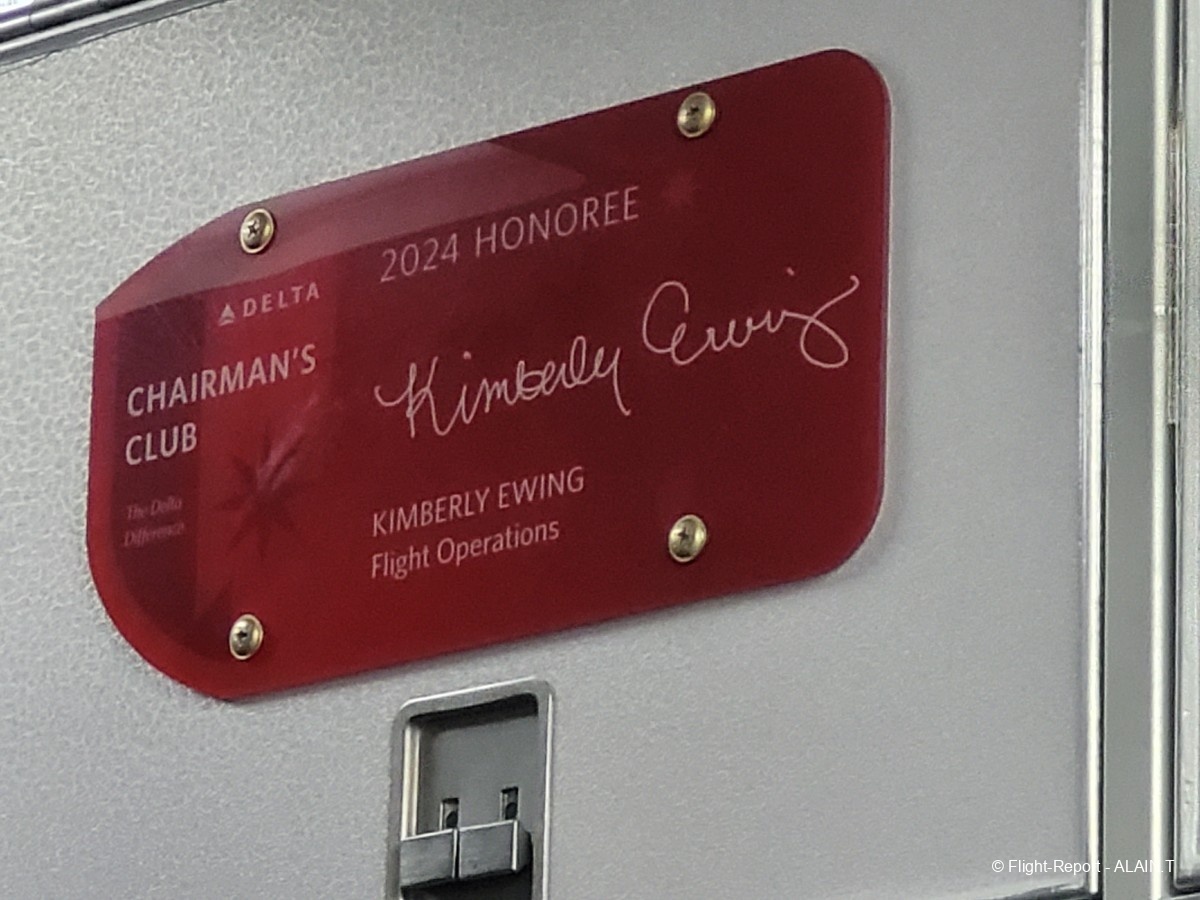 2024 HONOREE
DELTA
CHAIRMAN'S
CLUB
The Delta
Difference.
Kimberly Ewing
KIMBERLY EWING
Flight Operations
© Flight-Report - ALAIN.T